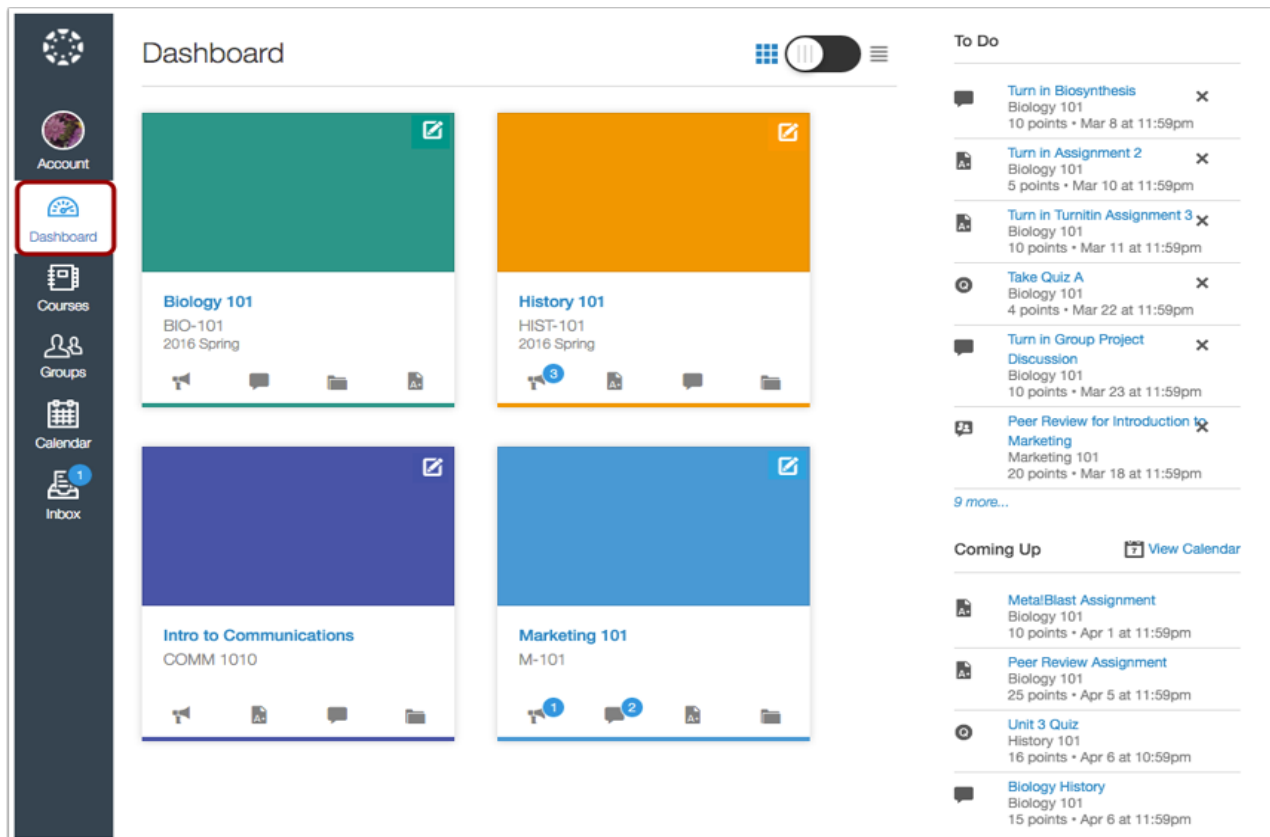 Account
Dashboard
Courses
Groups
Calendar
1
Inbox
Dashboard
Biology 101
BIO-101
2016 Spring
History 101
HIST-101
2016 Spring
3
Intro to Communications
COMM 1010
Marketing 101
M-101
1
2
To Do
Turn in Biosynthesis
Biology 101
10 points • Mar 8 at 11:59pm
Turn in Assignment 2
Biology 101
5 points • Mar 10 at 11:59pm
Turn in Turnitin Assignment 3
Biology 101
10 points • Mar 11 at 11:59pm
Take Quiz A
Biology 101
4 points • Mar 22 at 11:59pm
Turn in Group Project
Discussion
Biology 101
10 points • Mar 23 at 11:59pm
Peer Review for Introduction to
Marketing
Marketing 101
20 points • Mar 18 at 11:59pm
9 more...
Coming Up
7 View Calendar
Meta!Blast Assignment
Biology 101
10 points • Apr 1 at 11:59pm
Peer Review Assignment
Biology 101
25 points • Apr 5 at 11:59pm
Unit 3 Quiz
History 101
16 points • Apr 6 at 10:59pm
Biology History
Biology 101
15 points • Apr 6 at 11:59pm